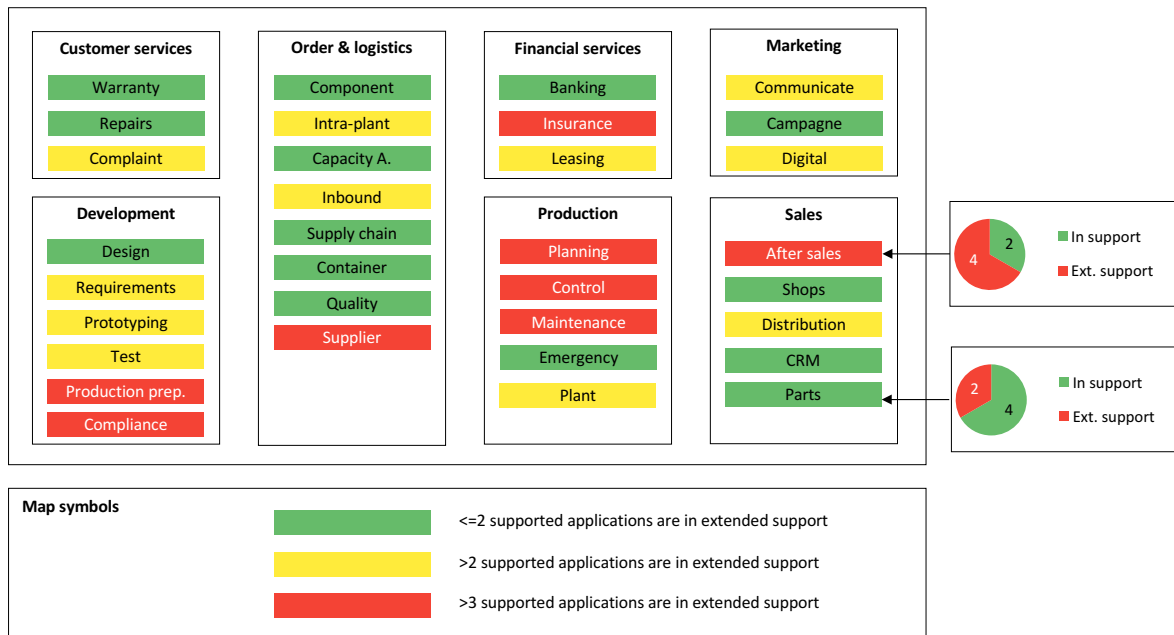 Customer services
Warranty
Repairs
Complaint
Order & logistics
Component
Intra-plant
Capacity A.
Inbound
Supply chain
Container
Quality
Supplier
Financial services
Banking
Insurance
Leasing
Marketing
Communicate
Campagne
Digital
Development
Design
Requirements
Prototyping
Test
Production prep.
Compliance
Production
Planning
Control
Maintenance
Emergency
Plant
Sales
After sales
Shops
Distribution
CRM
Parts
2
4
In support
Ext. support
2
4
In support
Ext. support
Map symbols
<=2 supported applications are in extended support
>2 supported applications are in extended support
>3 supported applications are in extended support